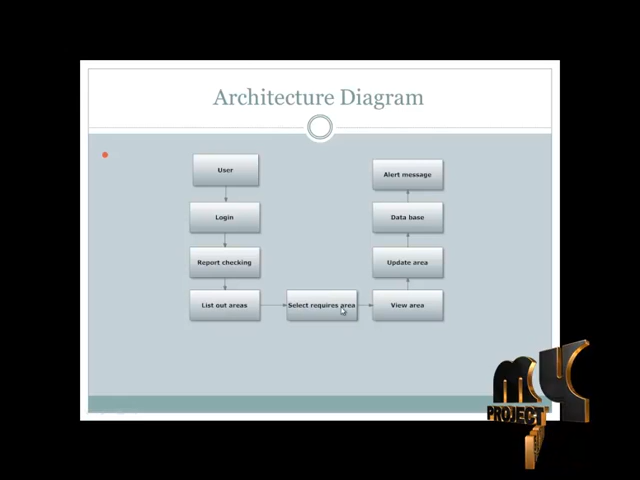 Architecture Diagram
User
Login
Report checking
List out areas
Select requires area
View area
Update area
Data base
Alert message
my
PROJECT